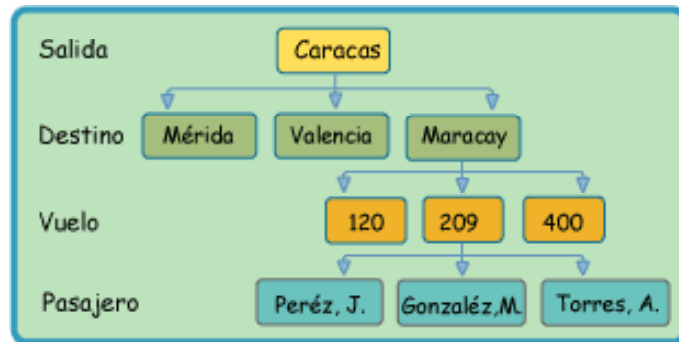 Salida Caracas
Destino Mérida Valencia Maracay
Vuelo 120 209 400
Pasajero Peréz, J. Gonzaléz,M. Torres, A.